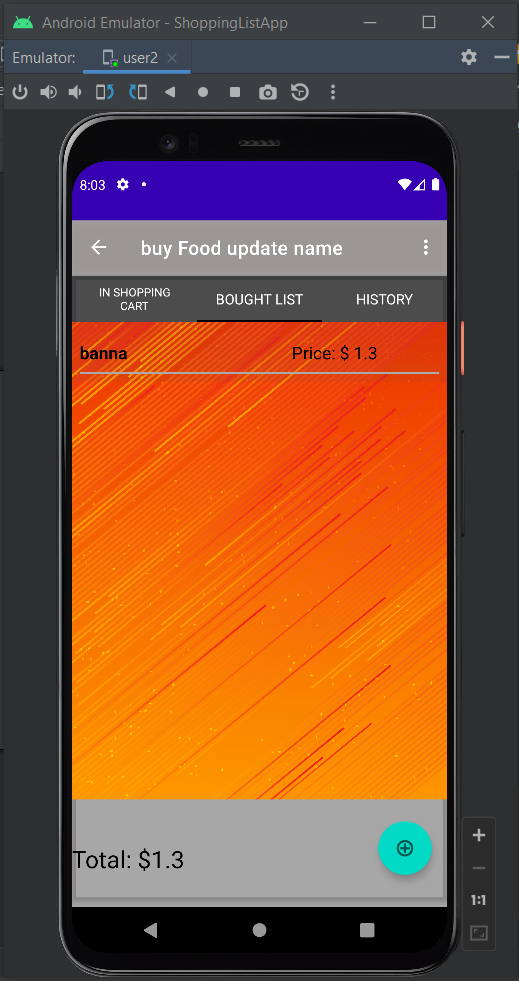 Android Emulator - ShoppingListApp
Emulator: user2
8:03
buy Food update name
IN SHOPPING
CART
BOUGHT LIST
HISTORY
banna Price: $ 1.3
Total: $1.3
1:1